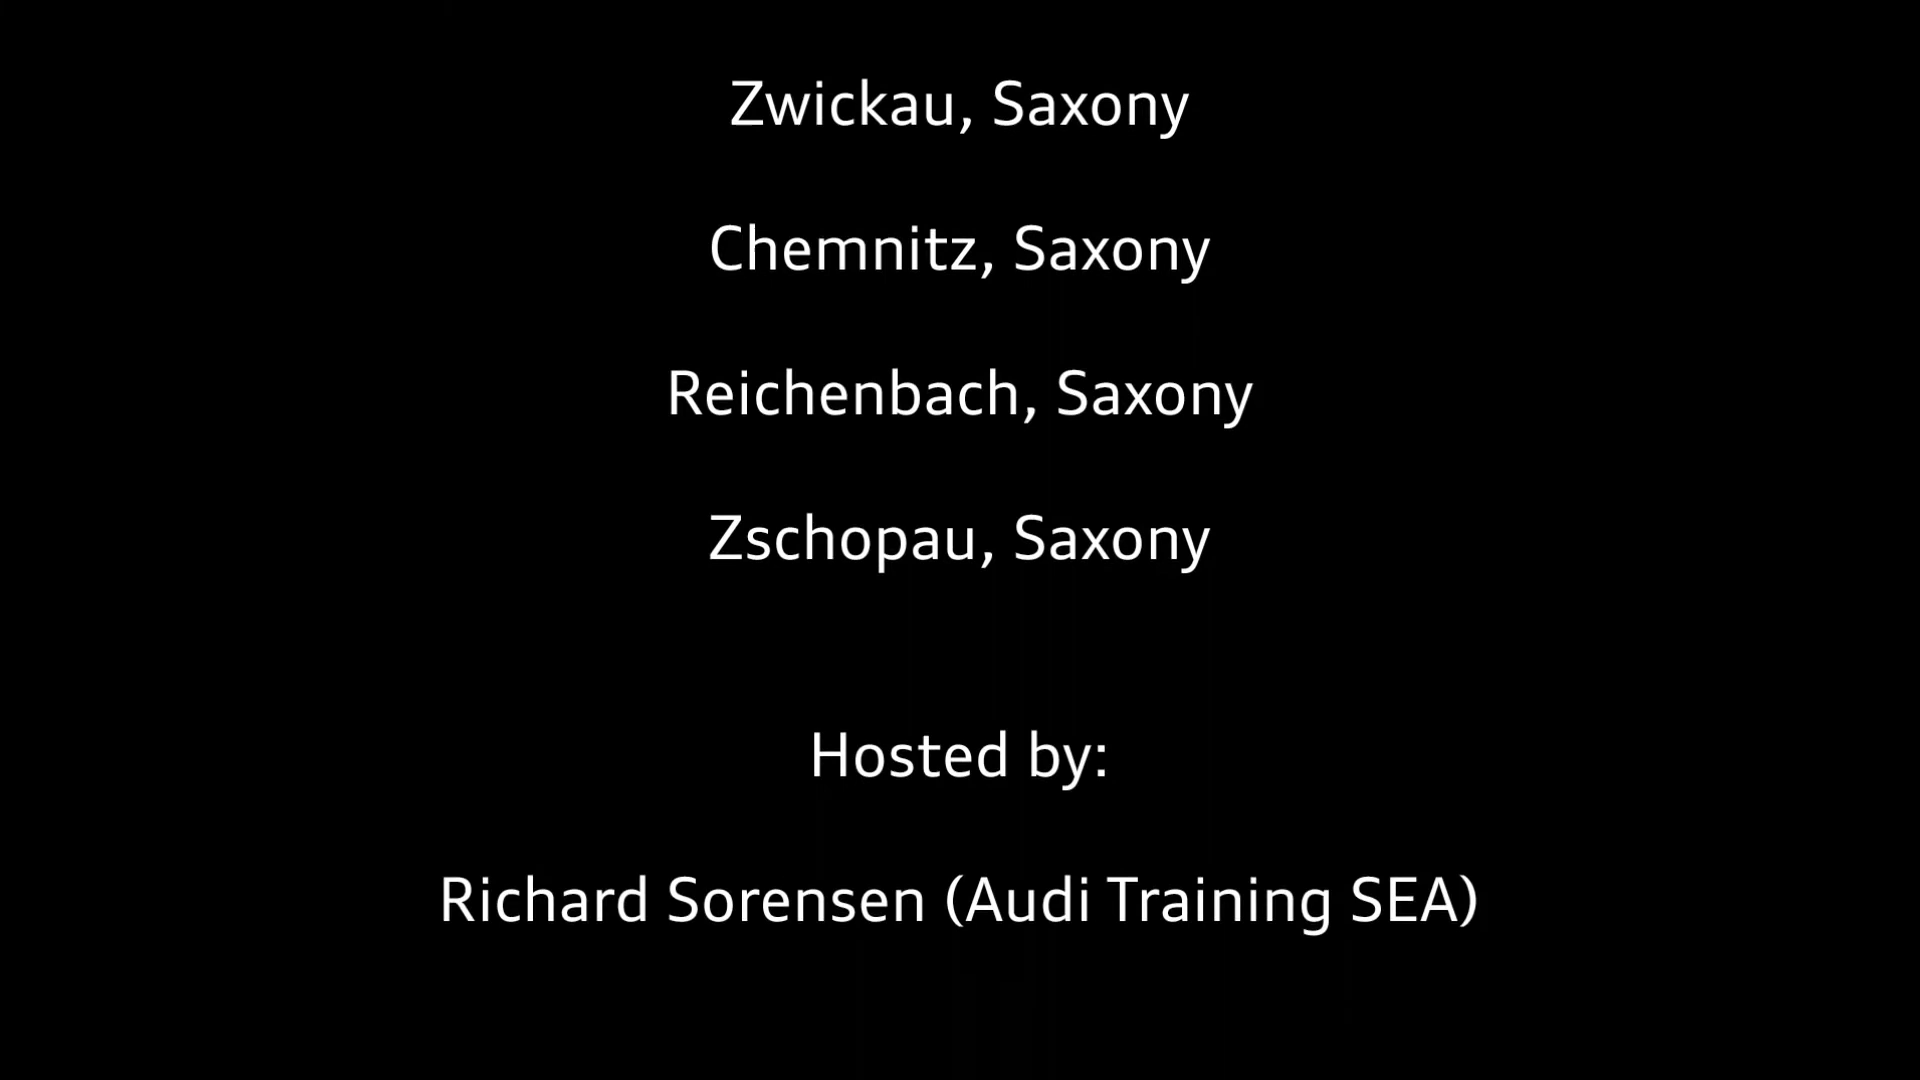 Zwickau, Saxony
Chemnitz, Saxony
Reichenbach, Saxony
Zschopau, Saxony
Hosted by:
Richard Sorensen (Audi Training SEA)